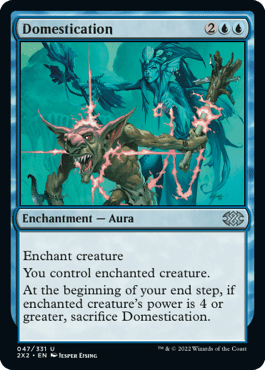 Domestication 2
Enchantment — Aura
Enchant creature
You control enchanted creature.
At the beginning of your end step, if
enchanted creature's power is 4 or
greater, sacrifice Domestication.
047/331 U
2X2 • EN Jesper Ejsing
™ & © 2022 Wizards of the Coast